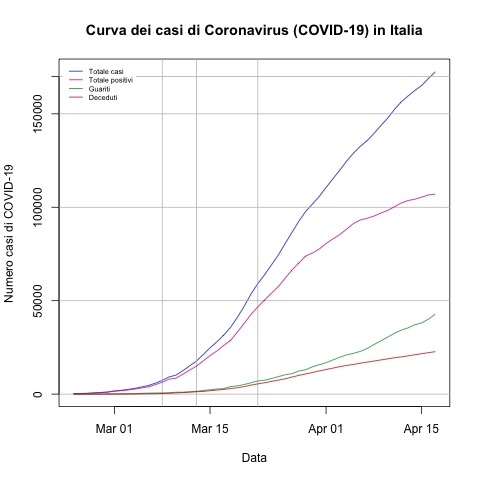 Curva dei casi di Coronavirus (COVID-19) in Italia
Totale casi
Totale positivi
Guariti
Deceduti
150000
100000
50000
0
Numero casi di COVID-19
Mar 01
Mar 15
Apr 01
Apr 15
Data